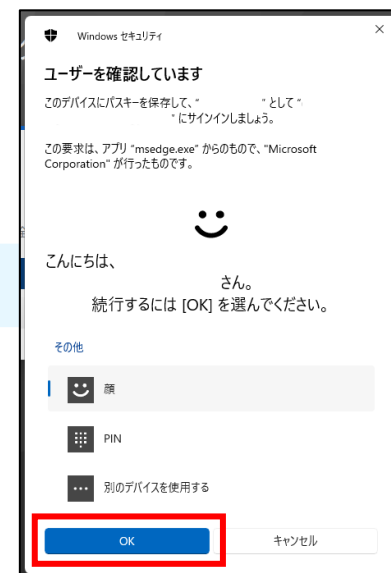 Windows セキュリティ
ユーザーを確認しています
このデバイスにパスキーを保存して、" "として "
" にサインインしましょう。
この要求は、アプリ "msedge.exe" からのもので、"Microsoft
Corporation" が行ったものです。
こんにちは、
さん。
続行するには [OK] を選んでください。
その他
顔
PIN
別のデバイスを使用する
OK
キャンセル